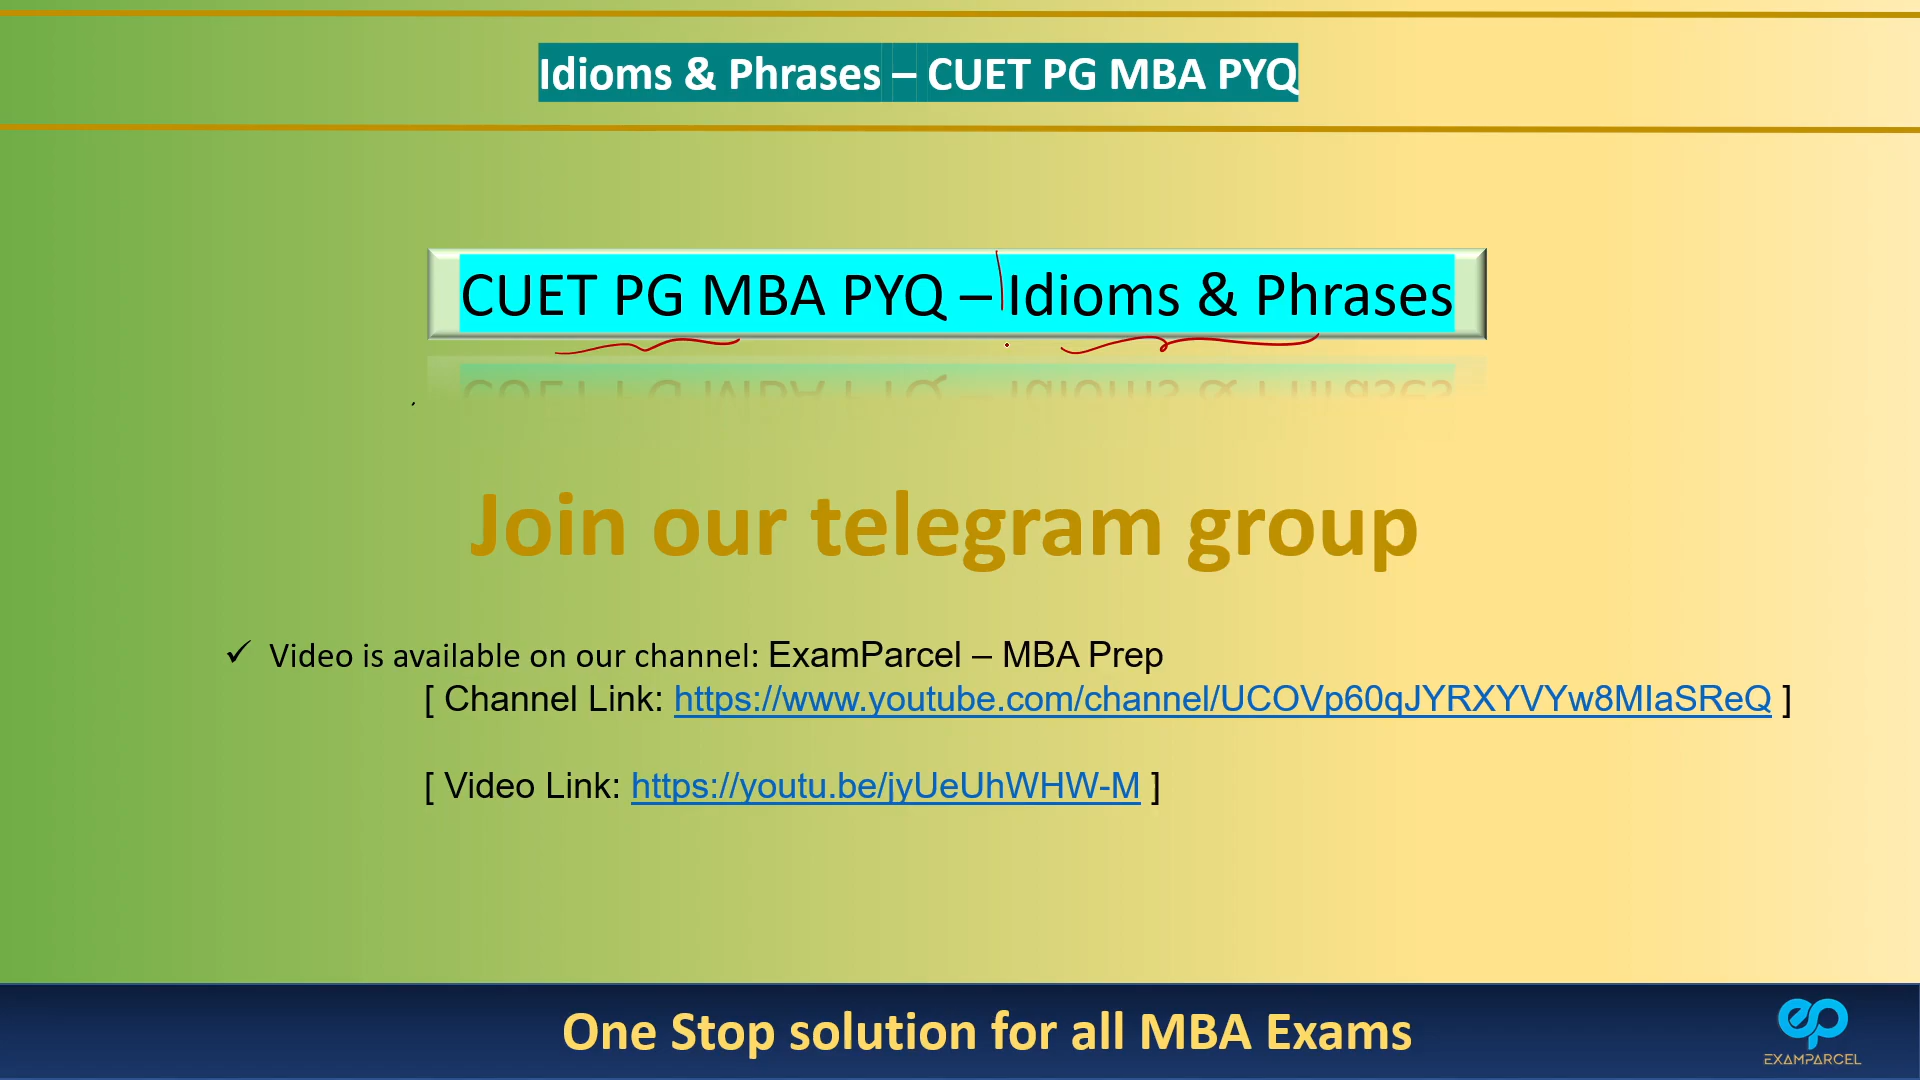 Idioms & Phrases – CUET PG MBA PYQ
CUET PG MBA PYQ – Idioms & Phrases
Join our telegram group
✓ Video is available on our channel: ExamParcel – MBA Prep
[ Channel Link: https://www.youtube.com/channel/UCOVp60qJYRXYVYw8MIaSReQ ]
[ Video Link: https://youtu.be/jyUeUhWHW-M ]
One Stop solution for all MBA Exams
ep
EXAMPARCEL